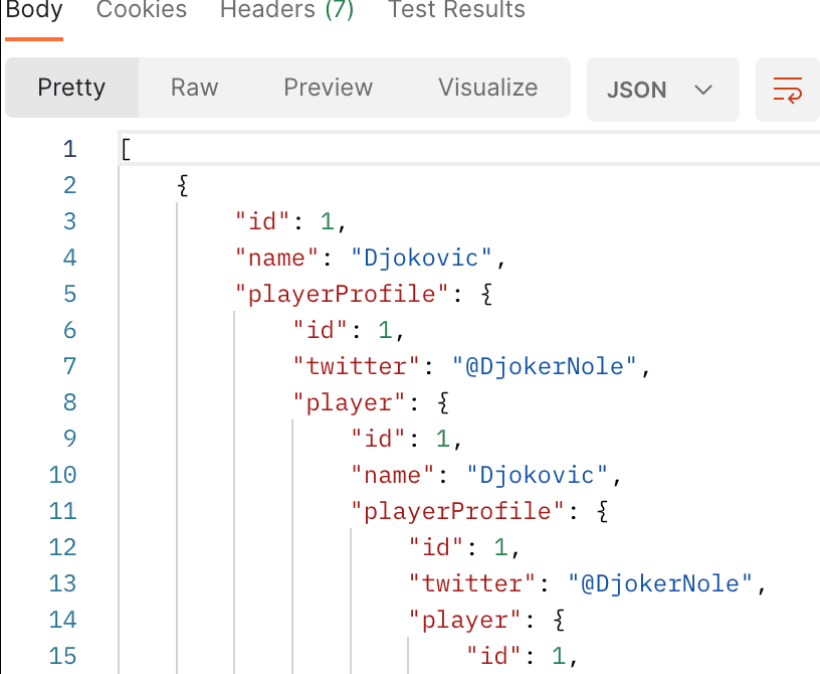 Body Cookies Headers (7) Test Results
Pretty Raw Preview Visualize JSON
1 [
2 {
3 "id": 1,
4 "name": "Djokovic",
5 "playerProfile": {
6 "id": 1,
7 "twitter": "@DjokerNole",
8 "player": {
9 "id": 1,
10 "name": "Djokovic",
11 "playerProfile": {
12 "id": 1,
13 "twitter": "@DjokerNole",
14 "player": {
15 "id": 1,